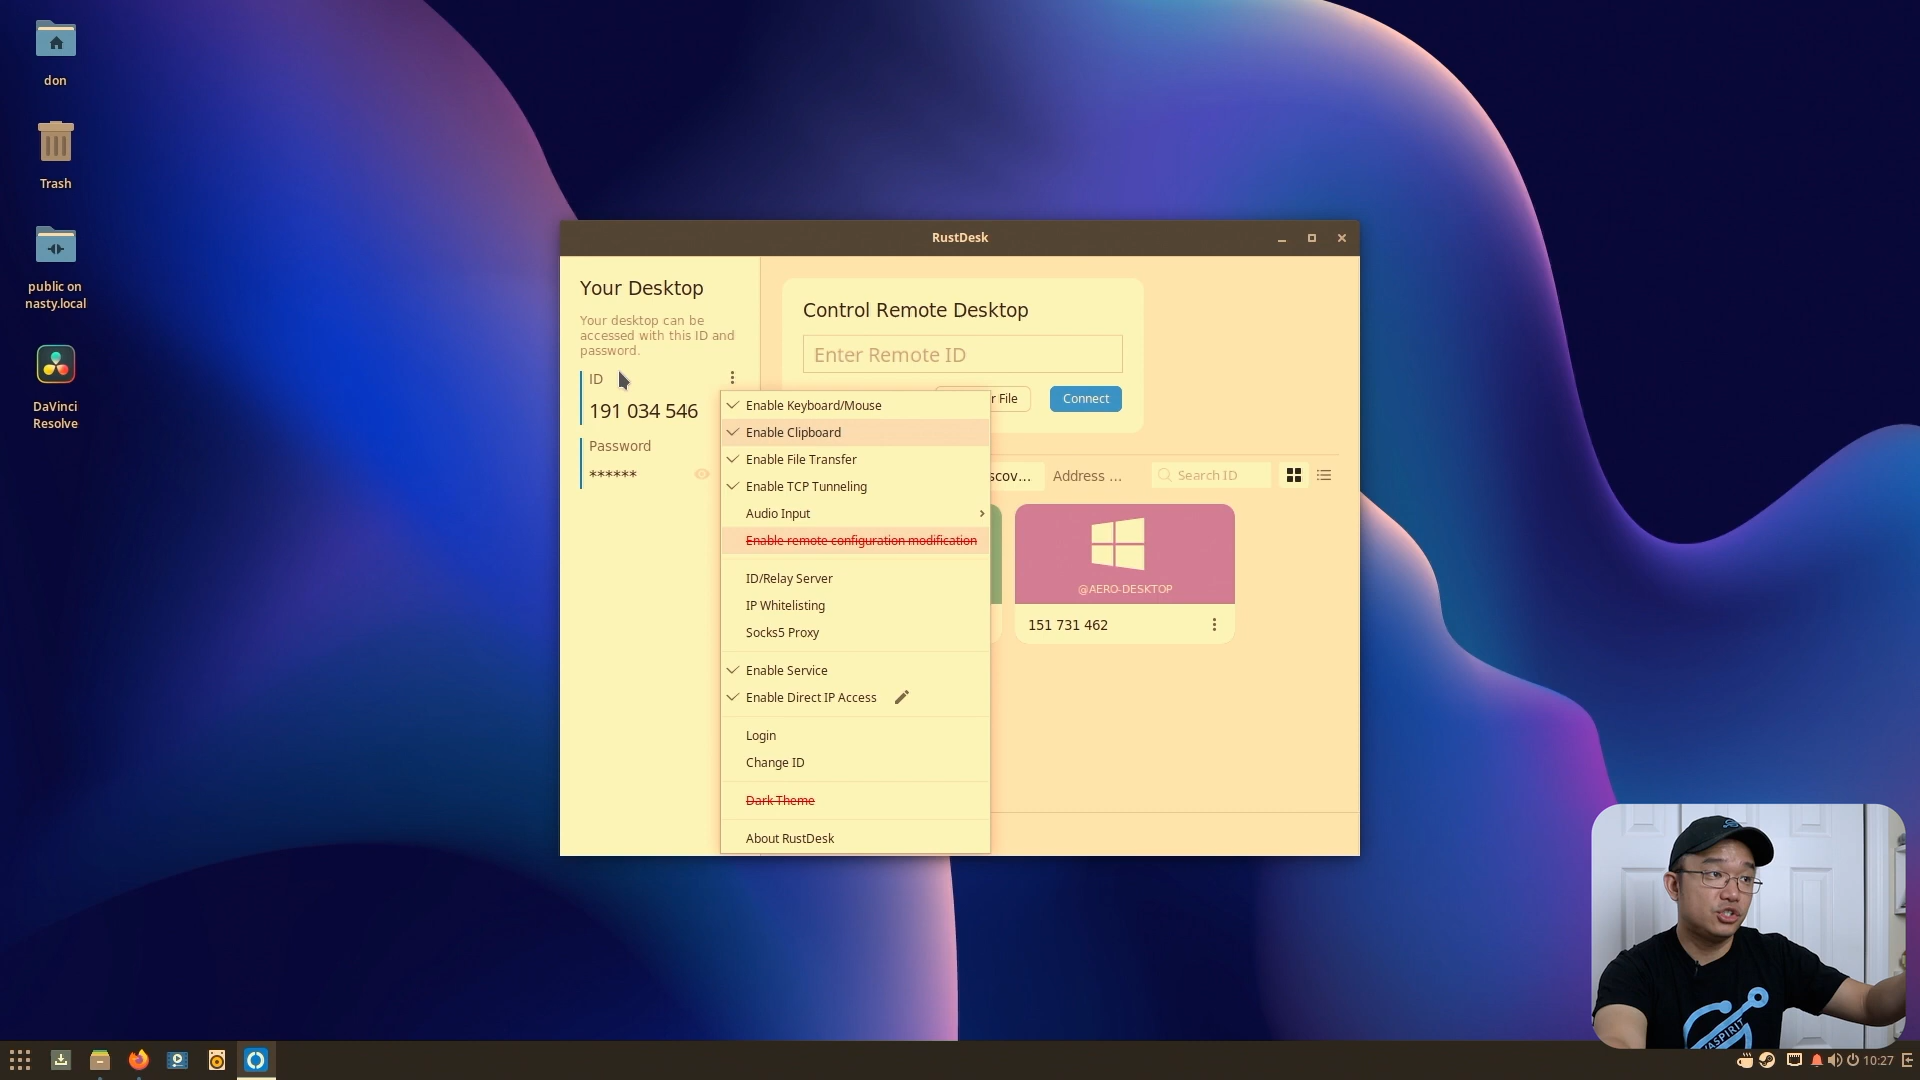 don
Trash
public on
nasty.local
DaVinci
Resolve
RustDesk
Your Desktop
Your desktop can be
accessed with this ID and
password.
ID
191 034 546
Password
******
Control Remote Desktop
Enter Remote ID
r File
Connect
scov...
Address ...
Search ID
@AERO-DESKTOP
151 731 462
Enable Keyboard/Mouse
Enable Clipboard
Enable File Transfer
Enable TCP Tunneling
Audio Input
Enable remote configuration modification
ID/Relay Server
IP Whitelisting
Socks5 Proxy
Enable Service
Enable Direct IP Access
Login
Change ID
Dark Theme
About RustDesk
10:27